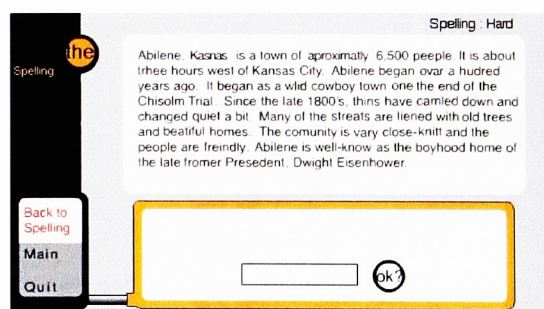 Spelling : Hard
the
Spelling
Abilene, Kasnas is a town of aproximatly 6,500 peeple. It is about
trhee hours west of Kansas City. Abilene began ovar a hudred
years ago. It began as a wlid cowboy town one the end of the
Chisolm Trial. Since the late 1800's, thins have camled down and
changed quiet a bit. Many of the streats are liened with old trees
and beatiful homes. The comunity is vary close-knitt and the
people are freindly. Abilene is well-know as the boyhood home of
the late fromer Presedent, Dwight Eisenhower.
Back to
Spelling
Main
Quit
ok?